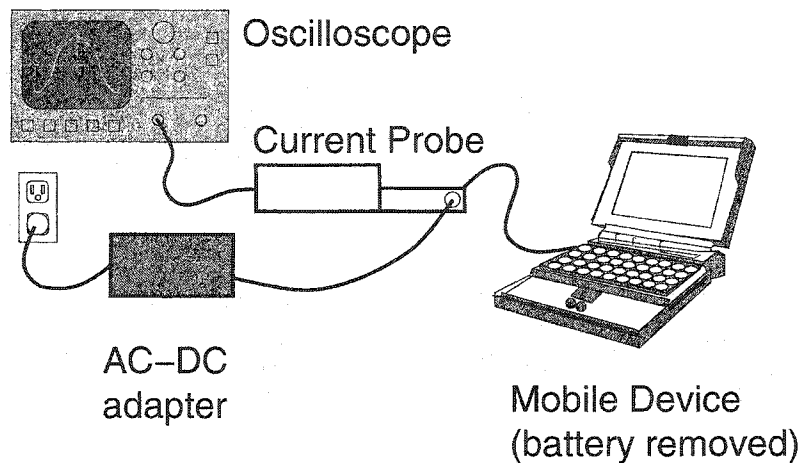 Oscilloscope
Current Probe
AC–DC
adapter
Mobile Device
(battery removed)